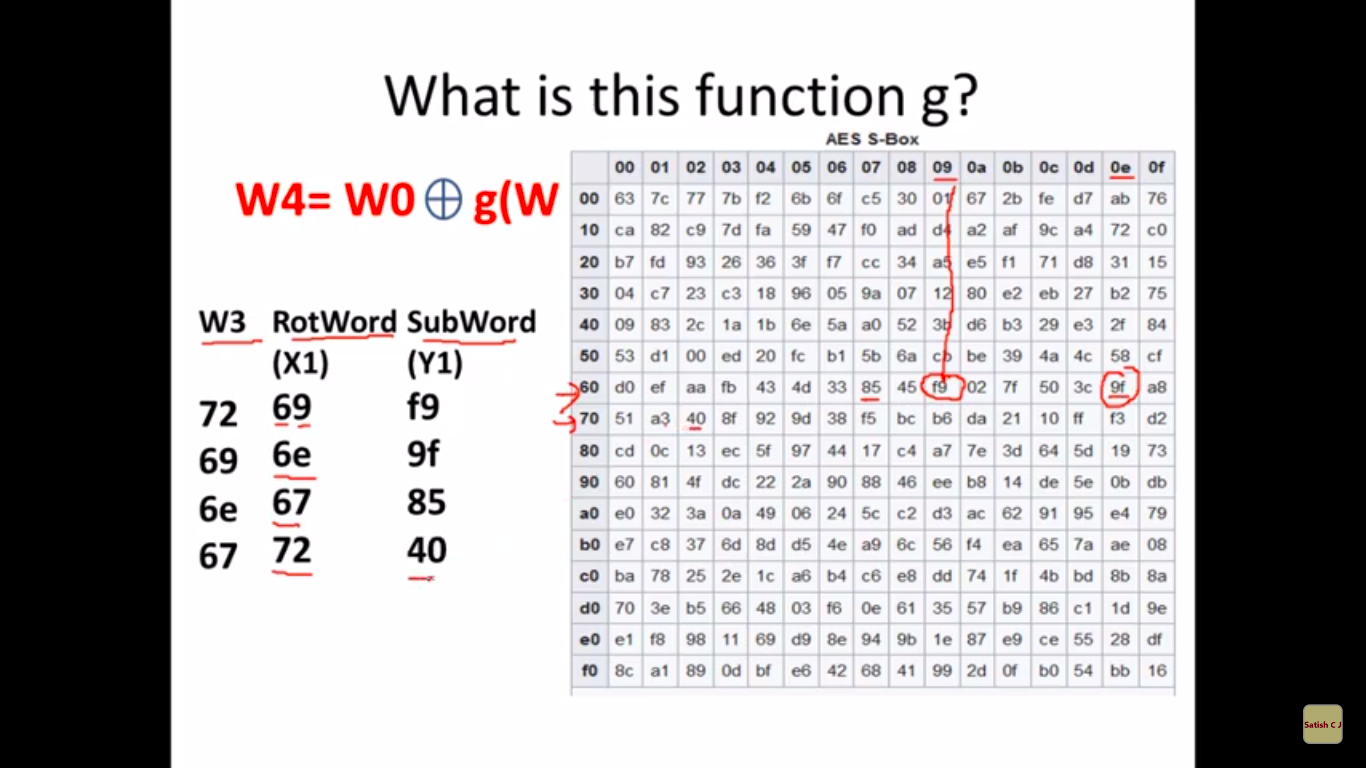 What is this function g?
AES S-Box
W4= W0 ⊕ g(W
W3 RotWord SubWord
(X1) (Y1)
72 69 f9
69 6e 9f
6e 67 85
67 72 40
00 01 02 03 04 05 06 07 08 09 0a 0b 0c 0d 0e 0f
00 63 7c 77 7b f2 6b 6f c5 30 01 67 2b fe d7 ab 76
10 ca 82 c9 7d fa 59 47 f0 ad d4 a2 af 9c a4 72 c0
20 b7 fd 93 26 36 3f f7 cc 34 a5 e5 f1 71 d8 31 15
30 04 c7 23 c3 18 96 05 9a 07 12 80 e2 eb 27 b2 75
40 09 83 2c 1a 1b 6e 5a a0 52 3b d6 b3 29 e3 2f 84
50 53 d1 00 ed 20 fc b1 5b 6a cb be 39 4a 4c 58 cf
60 d0 ef aa fb 43 4d 33 85 45 f9 02 7f 50 3c 9f a8
70 51 a3 40 8f 92 9d 38 f5 bc b6 da 21 10 ff f3 d2
80 cd 0c 13 ec 5f 97 44 17 c4 a7 7e 3d 64 5d 19 73
90 60 81 4f dc 22 2a 90 88 46 ee b8 14 de 5e 0b db
a0 e0 32 3a 0a 49 06 24 5c c2 d3 ac 62 91 95 e4 79
b0 e7 c8 37 6d 8d d5 4e a9 6c 56 f4 ea 65 7a ae 08
c0 ba 78 25 2e 1c a6 b4 c6 e8 dd 74 1f 4b bd 8b 8a
d0 70 3e b5 66 48 03 f6 0e 61 35 57 b9 86 c1 1d 9e
e0 e1 f8 98 11 69 d9 8e 94 9b 1e 87 e9 ce 55 28 df
f0 8c a1 89 0d bf e6 42 68 41 99 2d 0f b0 54 bb 16
Satish C J